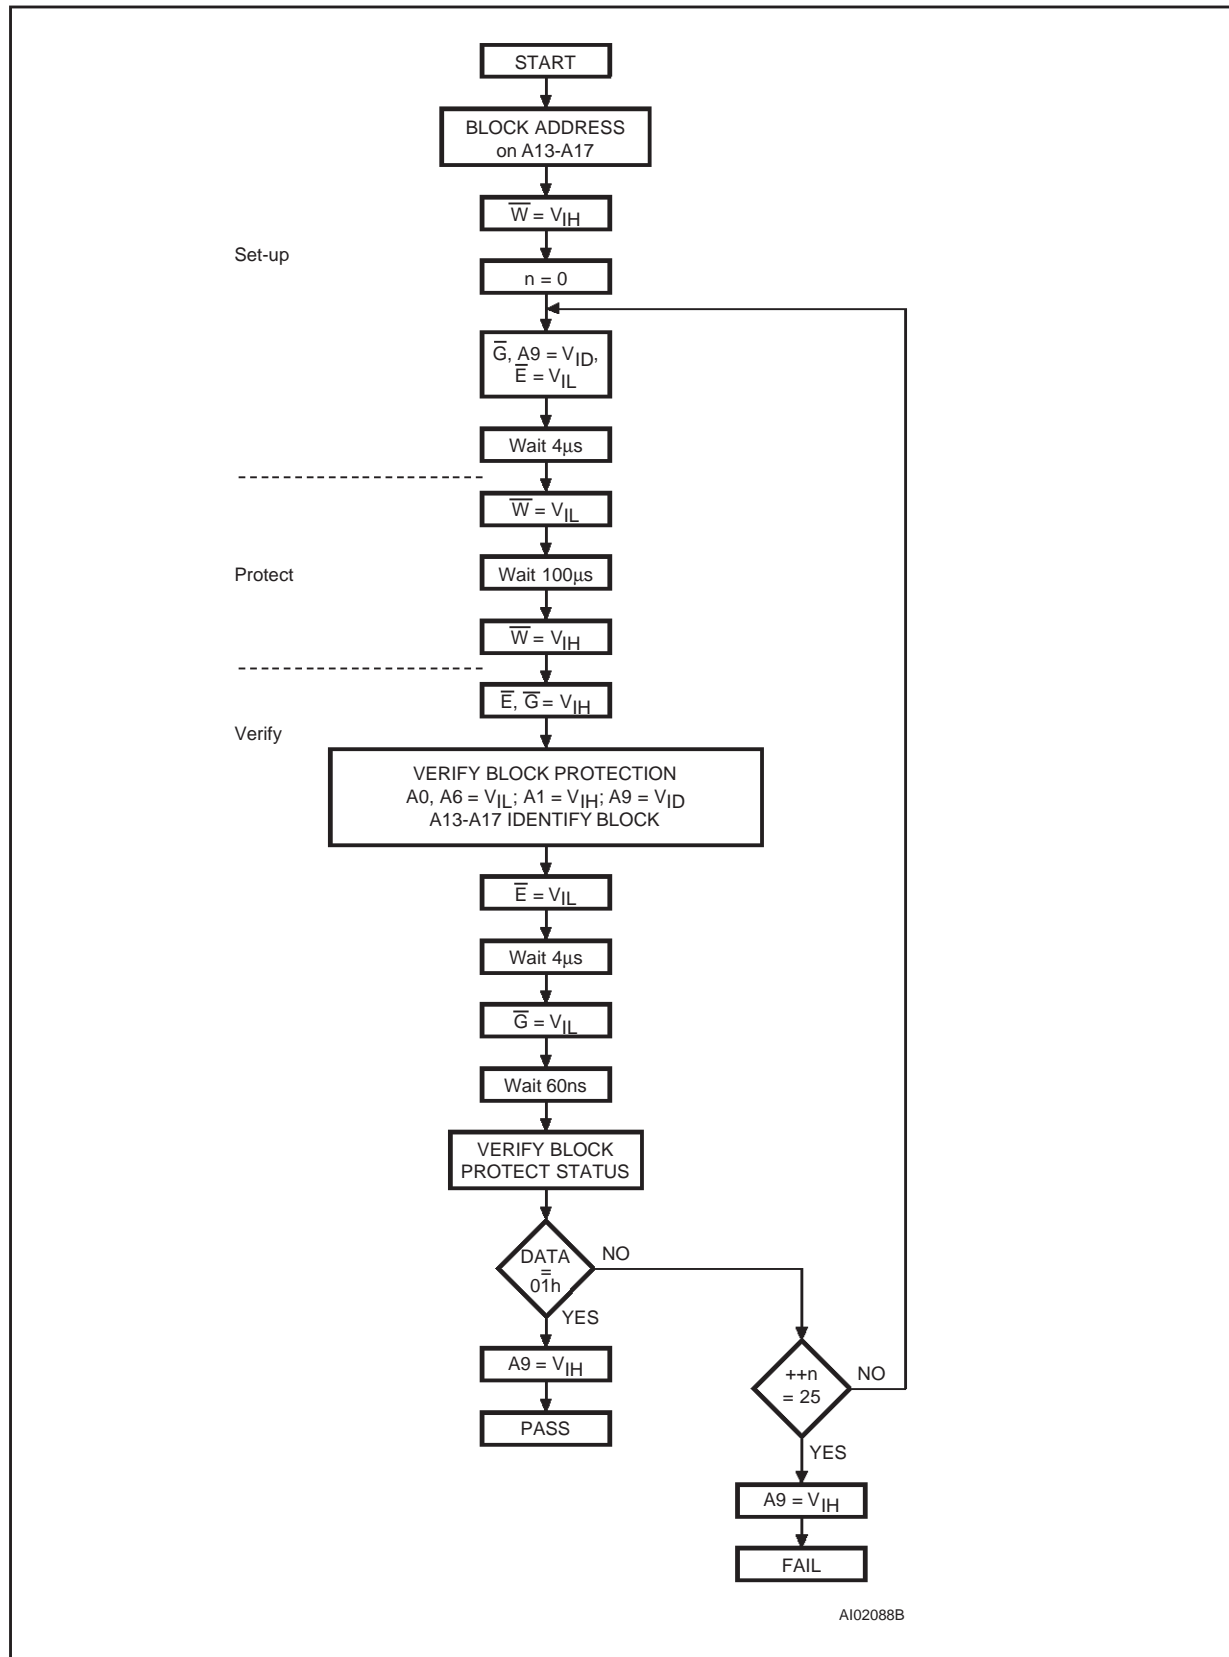 START
BLOCK ADDRESS
on A13-A17
W̅ = VIH
Set-up
n = 0
G̅, A9 = VID,
E̅ = VIL
Wait 4µs
W̅ = VIL
Protect
Wait 100µs
W̅ = VIH
E̅, G̅ = VIH
Verify
VERIFY BLOCK PROTECTION
A0, A6 = VIL; A1 = VIH; A9 = VID
A13-A17 IDENTIFY BLOCK
E̅ = VIL
Wait 4µs
G̅ = VIL
Wait 60ns
VERIFY BLOCK
PROTECT STATUS
DATA
=
01h
NO
YES
A9 = VIH
PASS
++n
= 25
NO
YES
A9 = VIH
FAIL
AI02088B